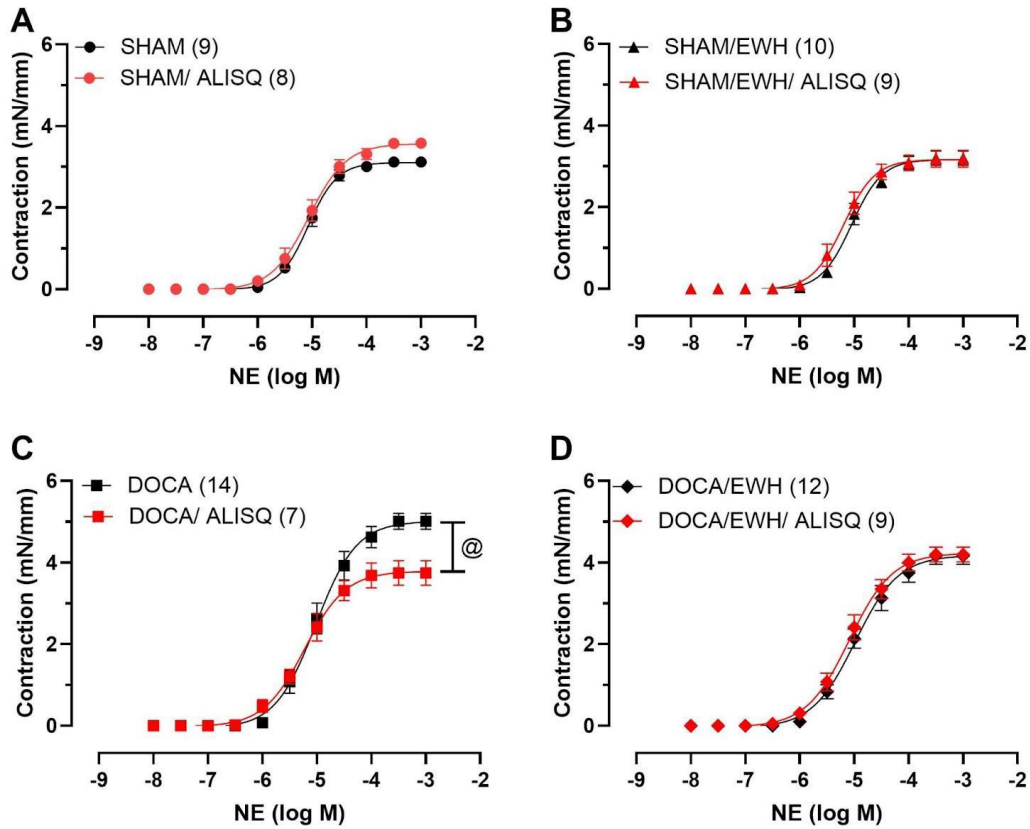 A
SHAM (9)
SHAM/ ALISQ (8)
Contraction (mN/mm)
6
4
2
0
-9 -8 -7 -6 -5 -4 -3 -2
NE (log M)
B
SHAM/EWH (10)
SHAM/EWH/ ALISQ (9)
Contraction (mN/mm)
6
4
2
0
-9 -8 -7 -6 -5 -4 -3 -2
NE (log M)
C
DOCA (14)
DOCA/ ALISQ (7)
Contraction (mN/mm)
6
4
2
0
@
-9 -8 -7 -6 -5 -4 -3 -2
NE (log M)
D
DOCA/EWH (12)
DOCA/EWH/ ALISQ (9)
Contraction (mN/mm)
6
4
2
0
-9 -8 -7 -6 -5 -4 -3 -2
NE (log M)